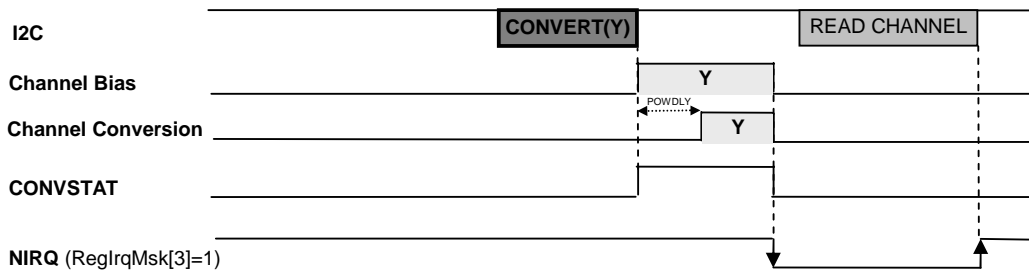 I2C
CONVERT(Y)
READ CHANNEL
Channel Bias
Y
POWDLY
Channel Conversion
Y
CONVSTAT
NIRQ (RegIrqMsk[3]=1)